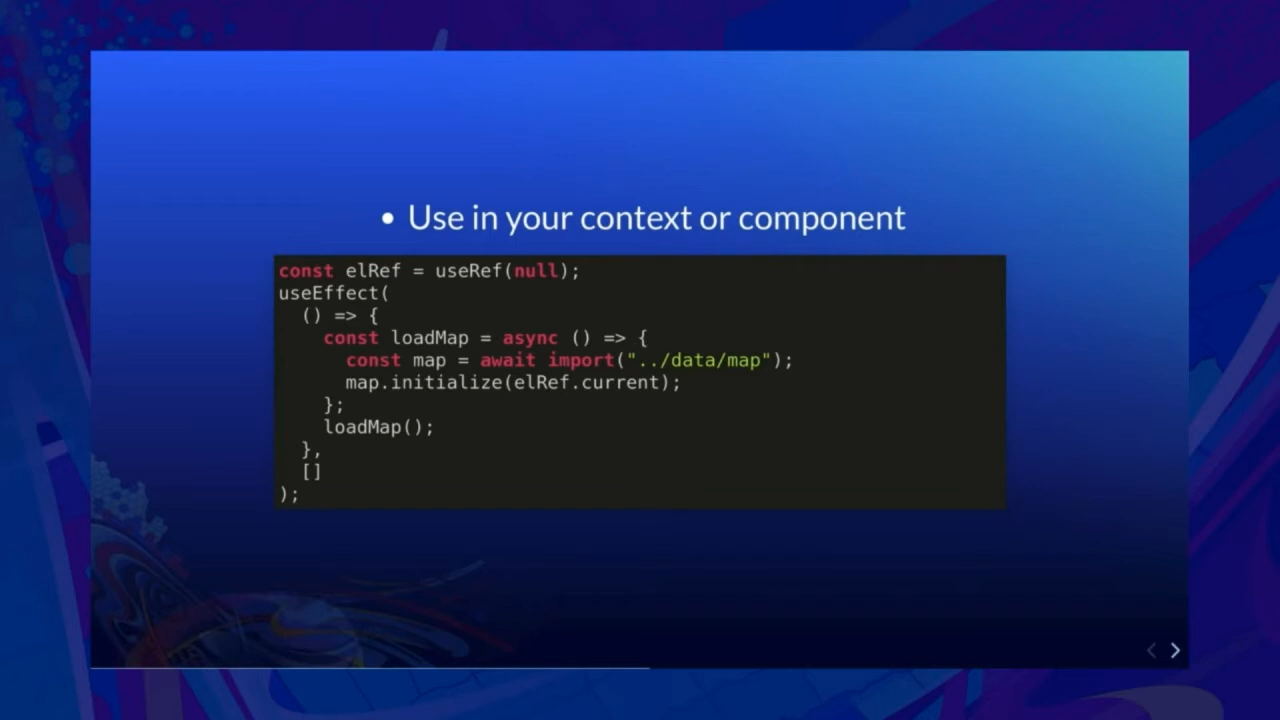 • Use in your context or component
const elRef = useRef(null);
useEffect(
  () => {
    const loadMap = async () => {
      const map = await import("../data/map");
      map.initialize(elRef.current);
    };
    loadMap();
  },
  []
);